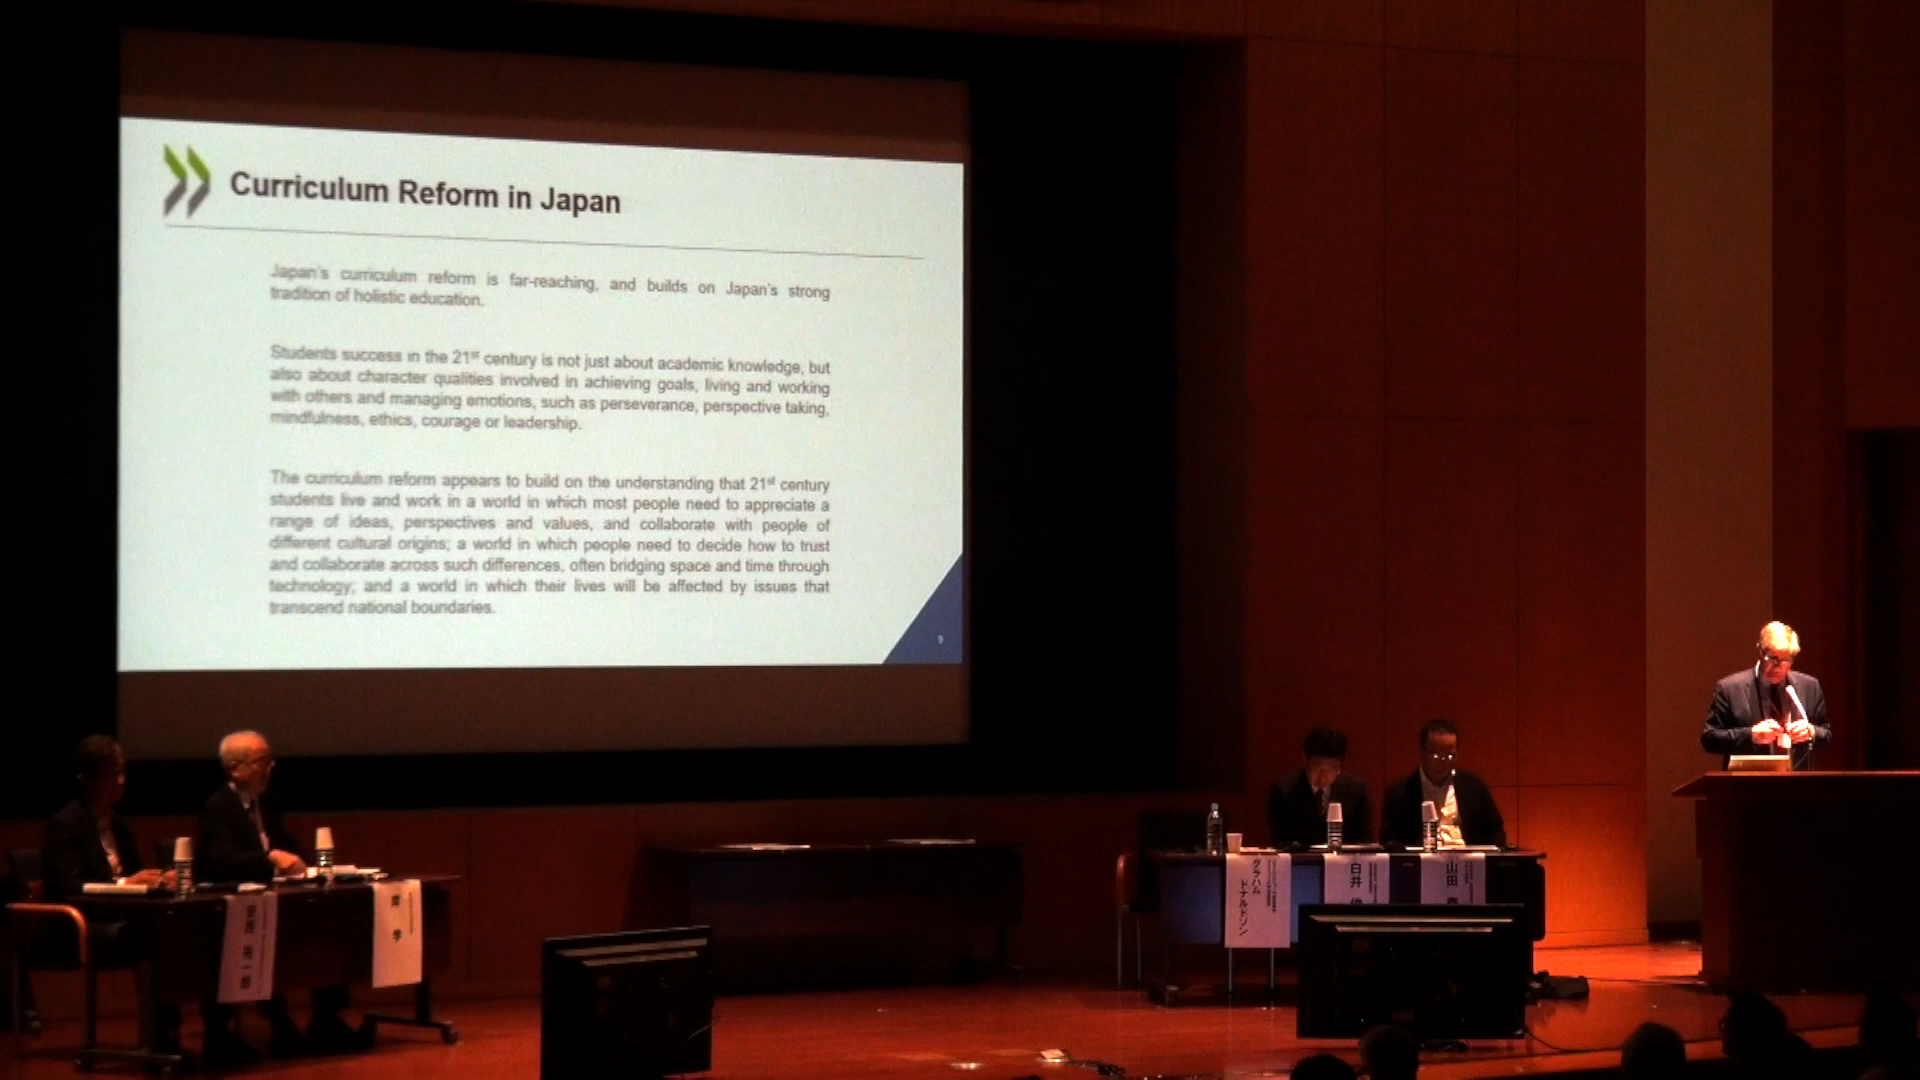 Curriculum Reform in Japan
Japan's curriculum reform is far-reaching, and builds on Japan's strong
tradition of holistic education.
Students success in the 21st century is not just about academic knowledge, but
also about character qualities involved in achieving goals, living and working
with others and managing emotions, such as perseverance, perspective taking,
mindfulness, ethics, courage or leadership.
The curriculum reform appears to build on the understanding that 21st century
students live and work in a world in which most people need to appreciate a
range of ideas, perspectives and values, and collaborate with people of
different cultural origins; a world in which people need to decide how to trust
and collaborate across such differences, often bridging space and time through
technology; and a world in which their lives will be affected by issues that
transcend national boundaries.
9
グラハム
ドナルドソン
白井
山田